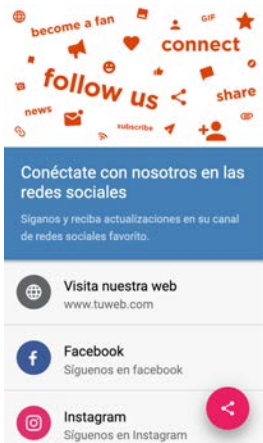 become a fan
GIF
connect
follow us
share
news
subscribe
Conéctate con nosotros en las
redes sociales
Síganos y reciba actualizaciones en su canal
de redes sociales favorito.
Visita nuestra web
www.tuweb.com
Facebook
Síguenos en facebook
Instagram
Síguenos en Instagram